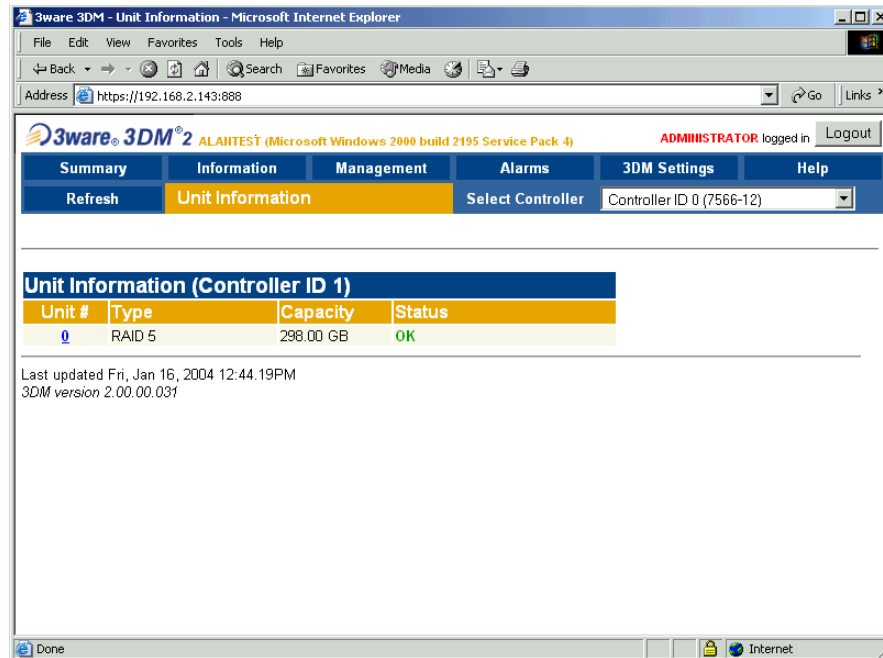 3ware 3DM - Unit Information - Microsoft Internet Explorer
File Edit View Favorites Tools Help
Back Search Favorites Media
Address https://192.168.2.143:888 Go Links »
3ware® 3DM®2 ALANTEST (Microsoft Windows 2000 build 2195 Service Pack 4) ADMINISTRATOR logged in Logout
Summary Information Management Alarms 3DM Settings Help
Refresh Unit Information Select Controller Controller ID 0 (7566-12)
Unit Information (Controller ID 1)
Unit # Type Capacity Status
0 RAID 5 298.00 GB OK
Last updated Fri, Jan 16, 2004 12:44.19PM
3DM version 2.00.00.031
Done Internet